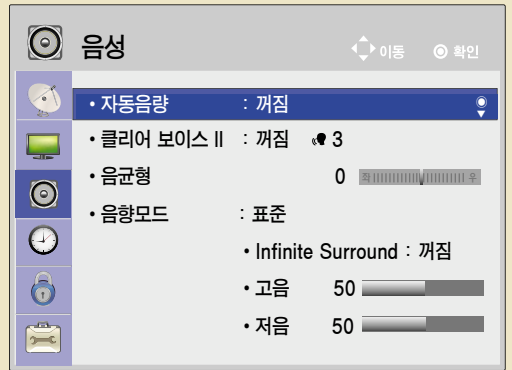 음성 이동 확인
• 자동음량 : 꺼짐
• 클리어 보이스 II : 꺼짐 3
• 음균형 0 좌 우
• 음향모드 : 표준
• Infinite Surround : 꺼짐
• 고음 50
• 저음 50